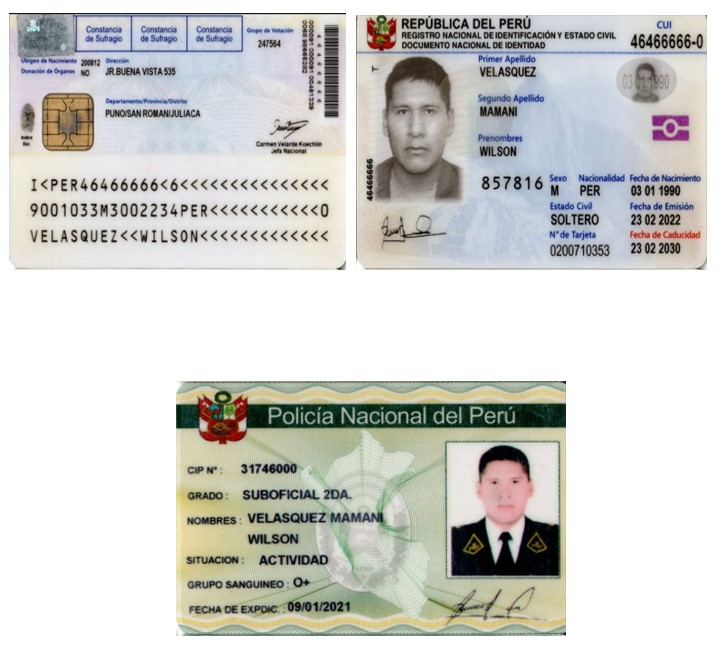 Constancia de Sufragio
Constancia de Sufragio
Constancia de Sufragio
Grupo de Votación
247564
Ubigeo de Nacimiento 200812
Donación de Órganos NO
Dirección
JR.BUENA VISTA 535
Departamento/Provincia/Distrito
PUNO/SAN ROMAN/JULIACA
Indice Der.
Carmen Velarde Koechlin
Jefa Nacional
I<PER46466666<6<<<<<<<<<<<<<<<
9001033M3002234PER<<<<<<<<<<<0
VELASQUEZ<<WILSON<<<<<<<<<<<<<
REPÚBLICA DEL PERÚ
REGISTRO NACIONAL DE IDENTIFICACIÓN Y ESTADO CIVIL
DOCUMENTO NACIONAL DE IDENTIDAD
CUI
46466666-0
T
46466666
Primer Apellido
VELASQUEZ
Segundo Apellido
MAMANI
Prenombres
WILSON
03 01 1990
857816
Sexo Nacionalidad Fecha de Nacimiento
M PER 03 01 1990
Estado Civil Fecha de Emisión
SOLTERO 23 02 2022
N° de Tarjeta Fecha de Caducidad
0200710353 23 02 2030
Policía Nacional del Perú
CIP N° : 31746000
GRADO : SUBOFICIAL 2DA.
NOMBRES : VELASQUEZ MAMANI
WILSON
SITUACION : ACTIVIDAD
GRUPO SANGUINEO : O+
FECHA DE EXPDIC. : 09/01/2021